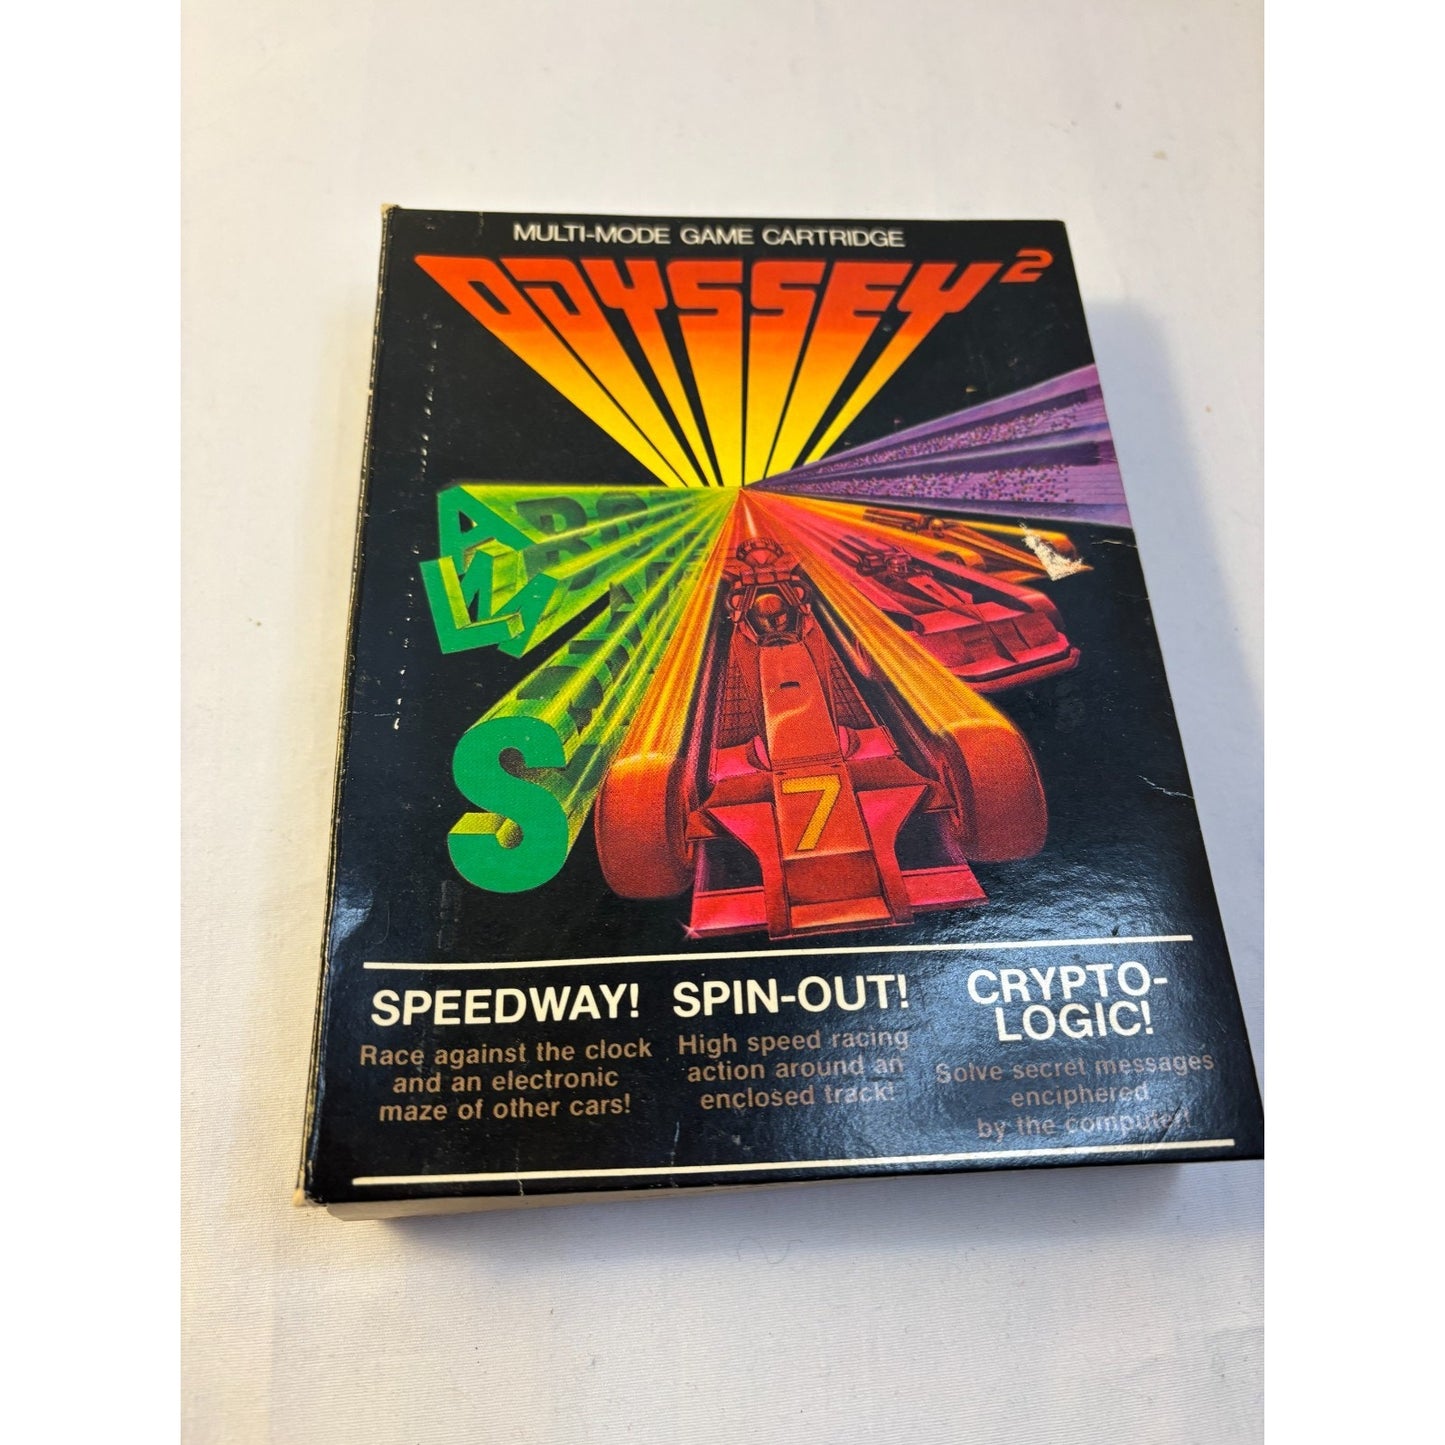 MULTI-MODE GAME CARTRIDGE
ODYSSEY²
A B C
L
S
7
SPEEDWAY!
Race against the clock
and an electronic
maze of other cars!
SPIN-OUT!
High speed racing
action around an
enclosed track!
CRYPTO-
LOGIC!
Solve secret messages
enciphered
by the computer!